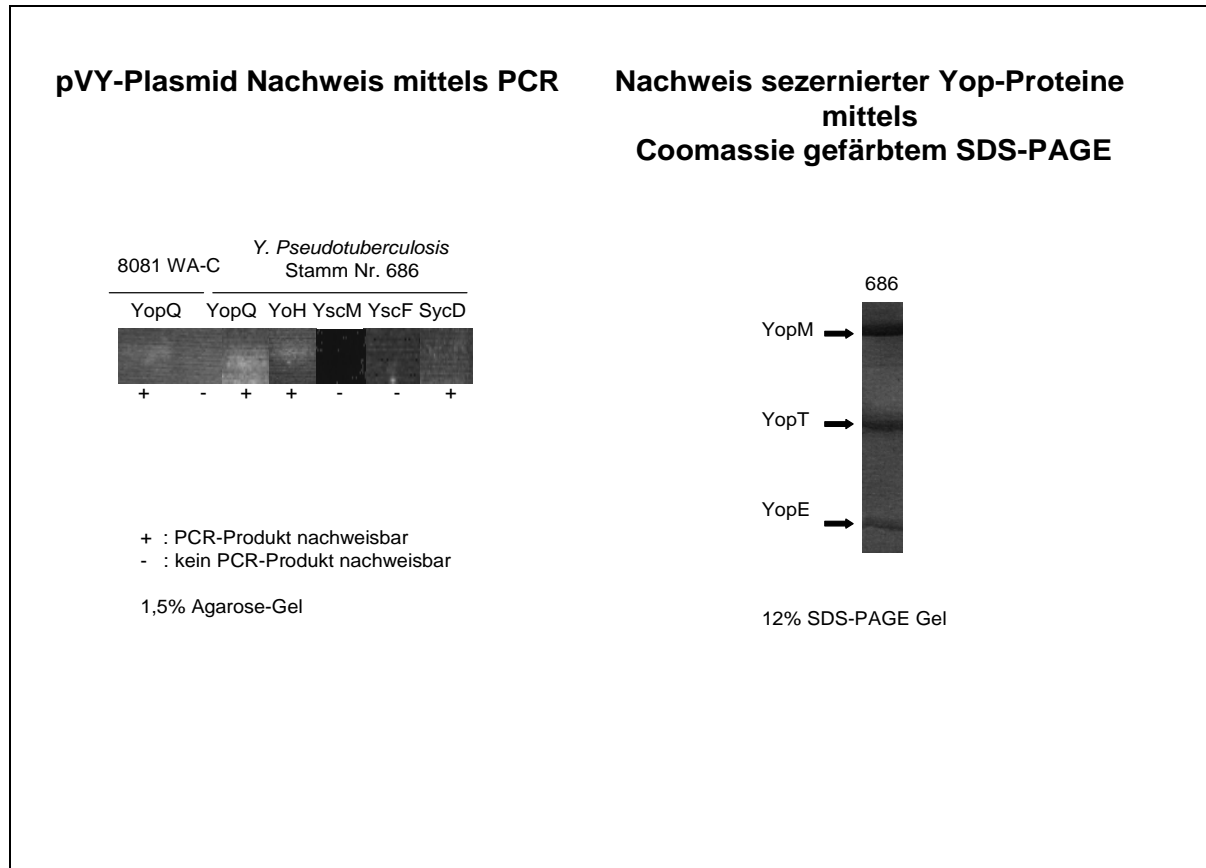 pVY-Plasmid Nachweis mittels PCR
8081 WA-C
Y. Pseudotuberculosis
Stamm Nr. 686
YopQ YopQ YoH YscM YscF SycD
+ - + + - - +
+ : PCR-Produkt nachweisbar
- : kein PCR-Produkt nachweisbar
1,5% Agarose-Gel
Nachweis sezernierter Yop-Proteine
mittels
Coomassie gefärbtem SDS-PAGE
686
YopM
YopT
YopE
12% SDS-PAGE Gel